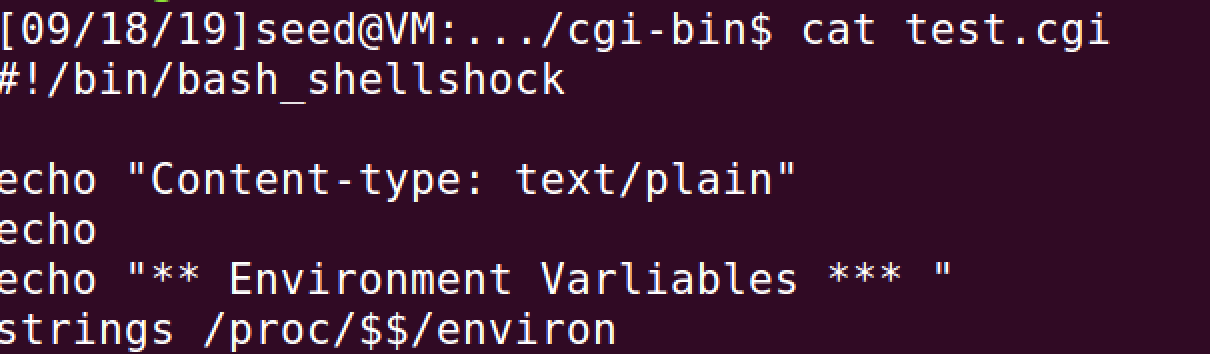 [09/18/19]seed@VM:.../cgi-bin$ cat test.cgi
#!/bin/bash_shellshock
echo "Content-type: text/plain"
echo
echo "** Environment Varliables *** "
strings /proc/$$/environ